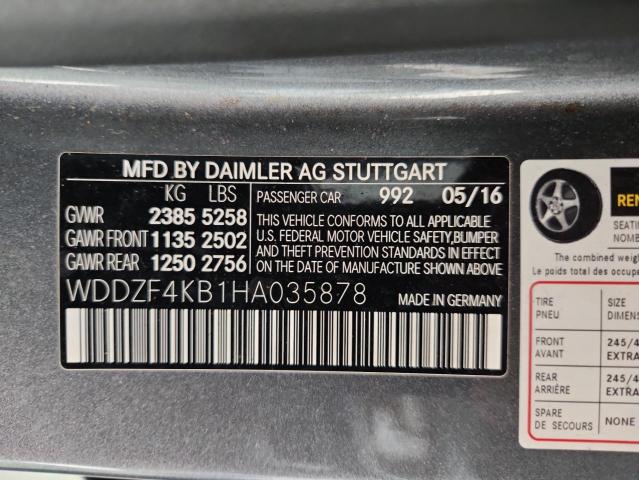 MFD BY DAIMLER AG STUTTGART
KG LBS
GVWR 2385 5258
GAWR FRONT 1135 2502
GAWR REAR 1250 2756
PASSENGER CAR 992 05/16
THIS VEHICLE CONFORMS TO ALL APPLICABLE
U.S. FEDERAL MOTOR VEHICLE SAFETY, BUMPER
AND THEFT PREVENTION STANDARDS IN EFFECT
ON THE DATE OF MANUFACTURE SHOWN ABOVE.
WDDZF4KB1HA035878 MADE IN GERMANY
SEATI
The combined weig
Le poids total des occupa
TIRE SIZE
PNEU DIMEN
FRONT 245/4
AVANT EXTRA
REAR 245/4
ARRIÈRE EXTRA
SPARE NONE
DE SECOURS